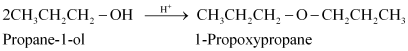 2CH₃CH₂CH₂ – OH ⟶ H⁺ CH₃CH₂CH₂ – O – CH₂CH₂CH₃
Propane-1-ol 1-Propoxypropane